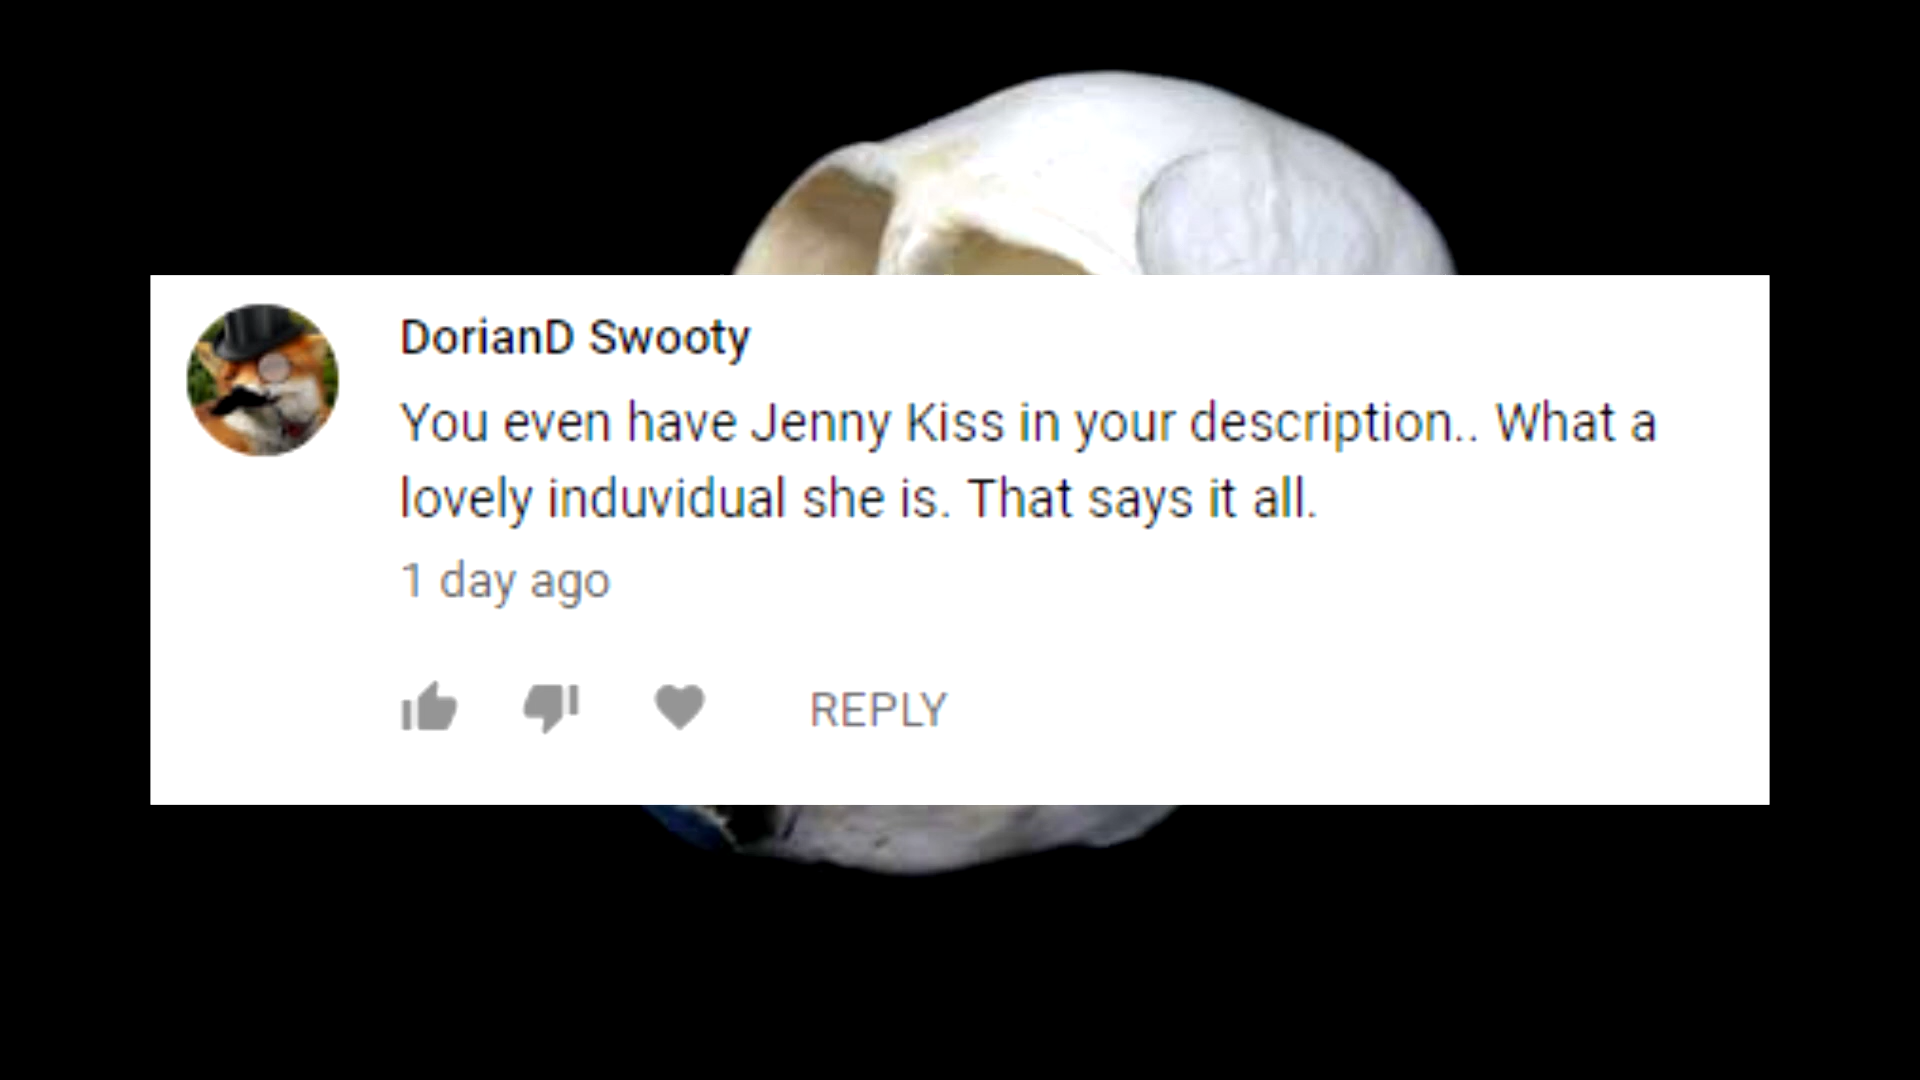 DorianD Swooty
You even have Jenny Kiss in your description.. What a
lovely induvidual she is. That says it all.
1 day ago
REPLY